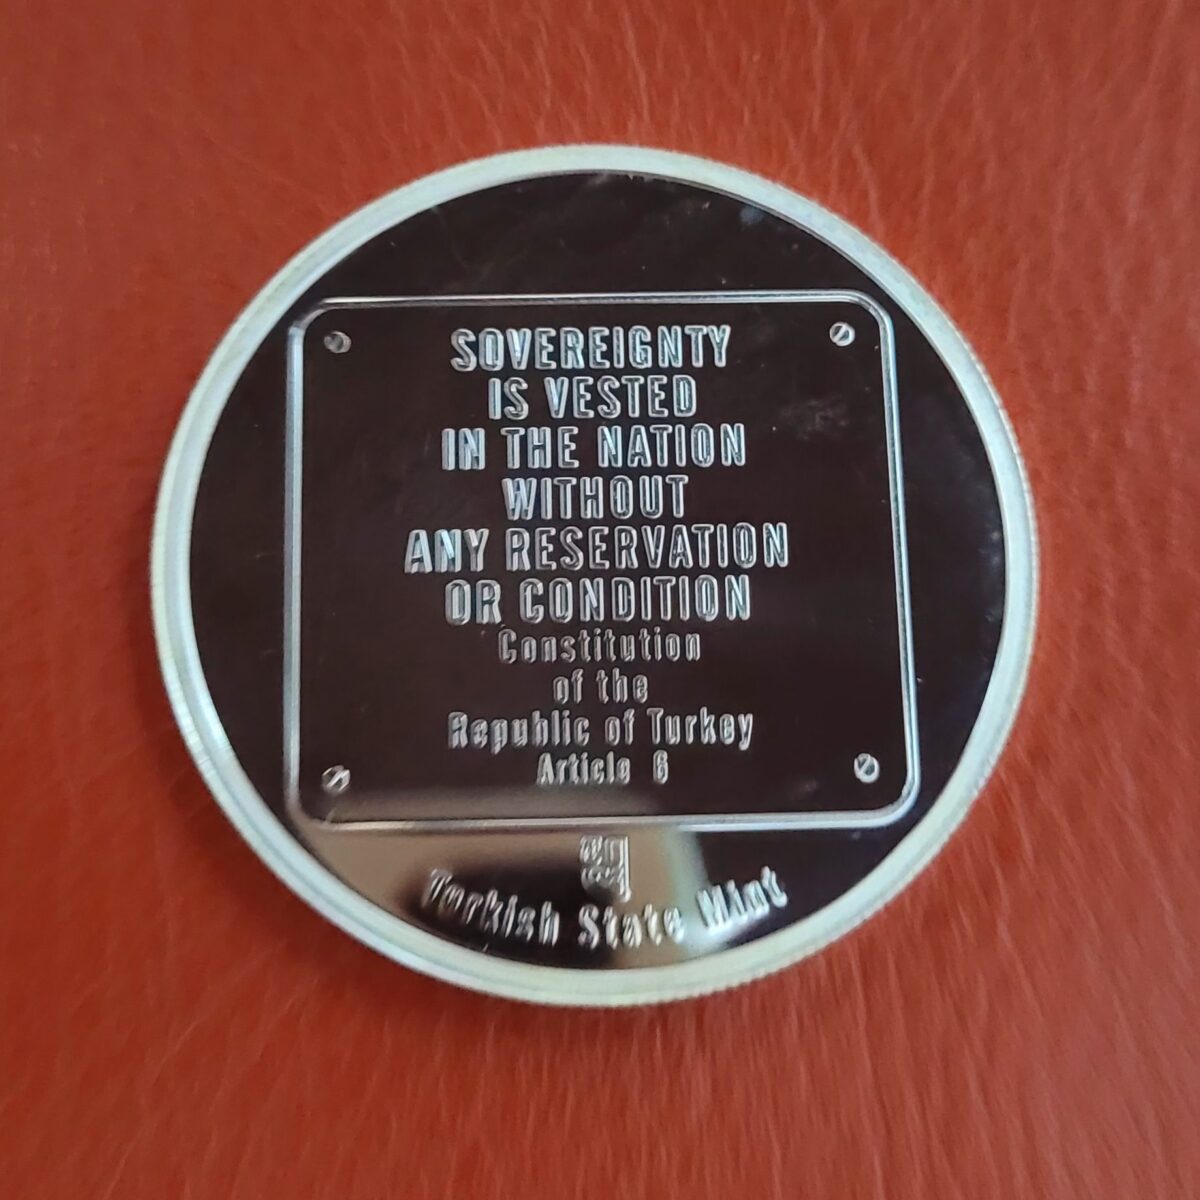 SOVEREIGNTY
IS VESTED
IN THE NATION
WITHOUT
ANY RESERVATION
OR CONDITION
Constitution
of the
Republic of Turkey
Article 6
Turkish State Mint